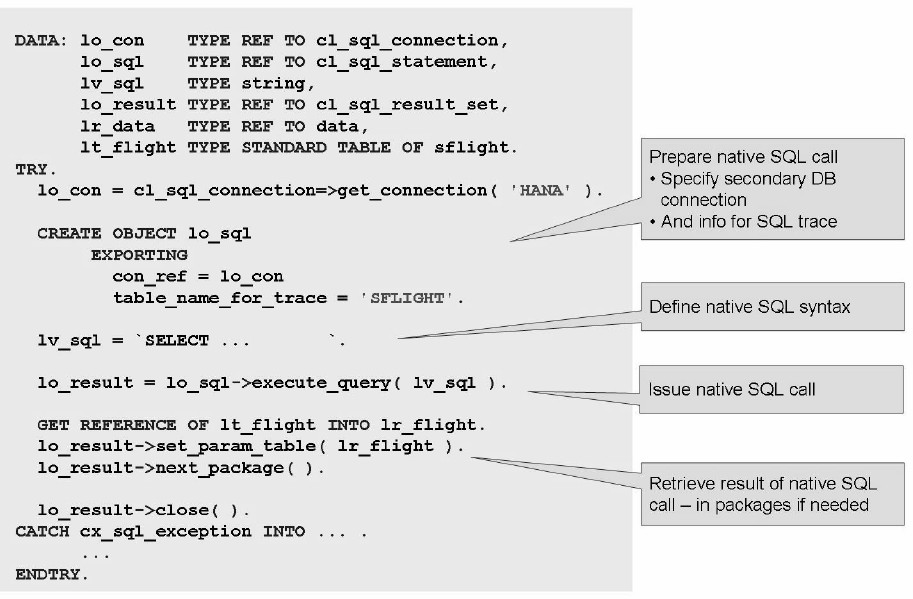 DATA: lo_con    TYPE REF TO cl_sql_connection,
      lo_sql    TYPE REF TO cl_sql_statement,
      lv_sql    TYPE string,
      lo_result TYPE REF TO cl_sql_result_set,
      lr_data   TYPE REF TO data,
      lt_flight TYPE STANDARD TABLE OF sflight.
TRY.
  lo_con = cl_sql_connection=>get_connection( 'HANA' ).
  CREATE OBJECT lo_sql
       EXPORTING
         con_ref = lo_con
         table_name_for_trace = 'SFLIGHT'.
  lv_sql = `SELECT ...       `.
  lo_result = lo_sql->execute_query( lv_sql ).
  GET REFERENCE OF lt_flight INTO lr_flight.
  lo_result->set_param_table( lr_flight ).
  lo_result->next_package( ).
  lo_result->close( ).
CATCH cx_sql_exception INTO ... .
      ...
ENDTRY.
Prepare native SQL call
• Specify secondary DB
connection
• And info for SQL trace
Define native SQL syntax
Issue native SQL call
Retrieve result of native SQL
call – in packages if needed